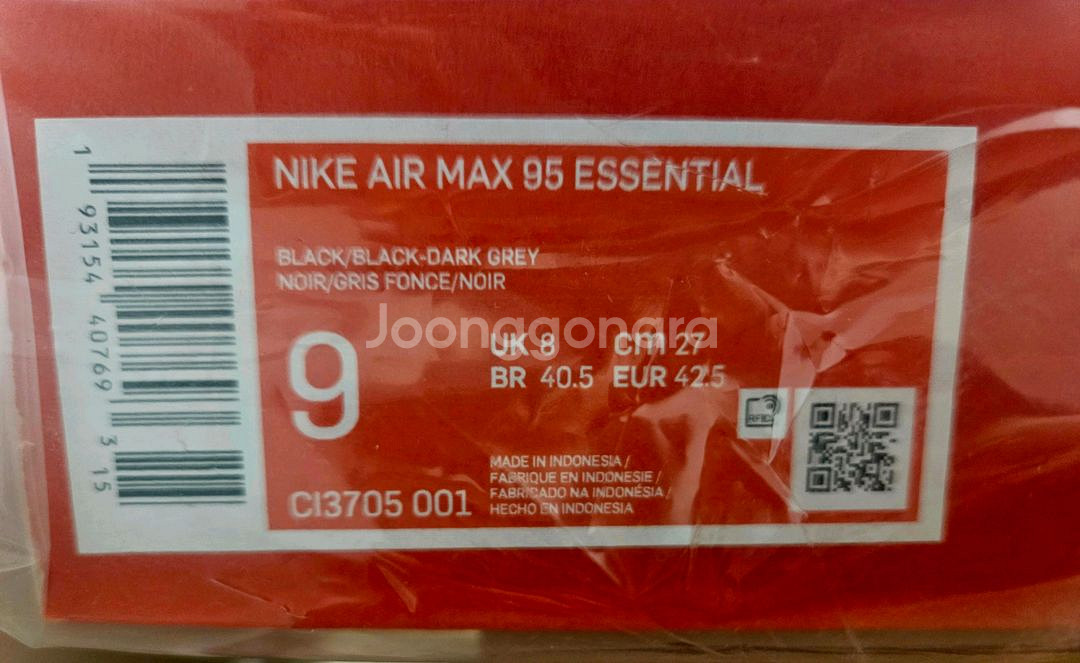 1 93154 40769 3 15
NIKE AIR MAX 95 ESSENTIAL
BLACK/BLACK-DARK GREY
NOIR/GRIS FONCE/NOIR
Joonggonara
9
UK 8 CM 27
BR 40.5 EUR 42.5
RFID
MADE IN INDONESIA /
FABRIQUE EN INDONESIE /
FABRICADO NA INDONÉSIA /
HECHO EN INDONESIA
CI3705 001